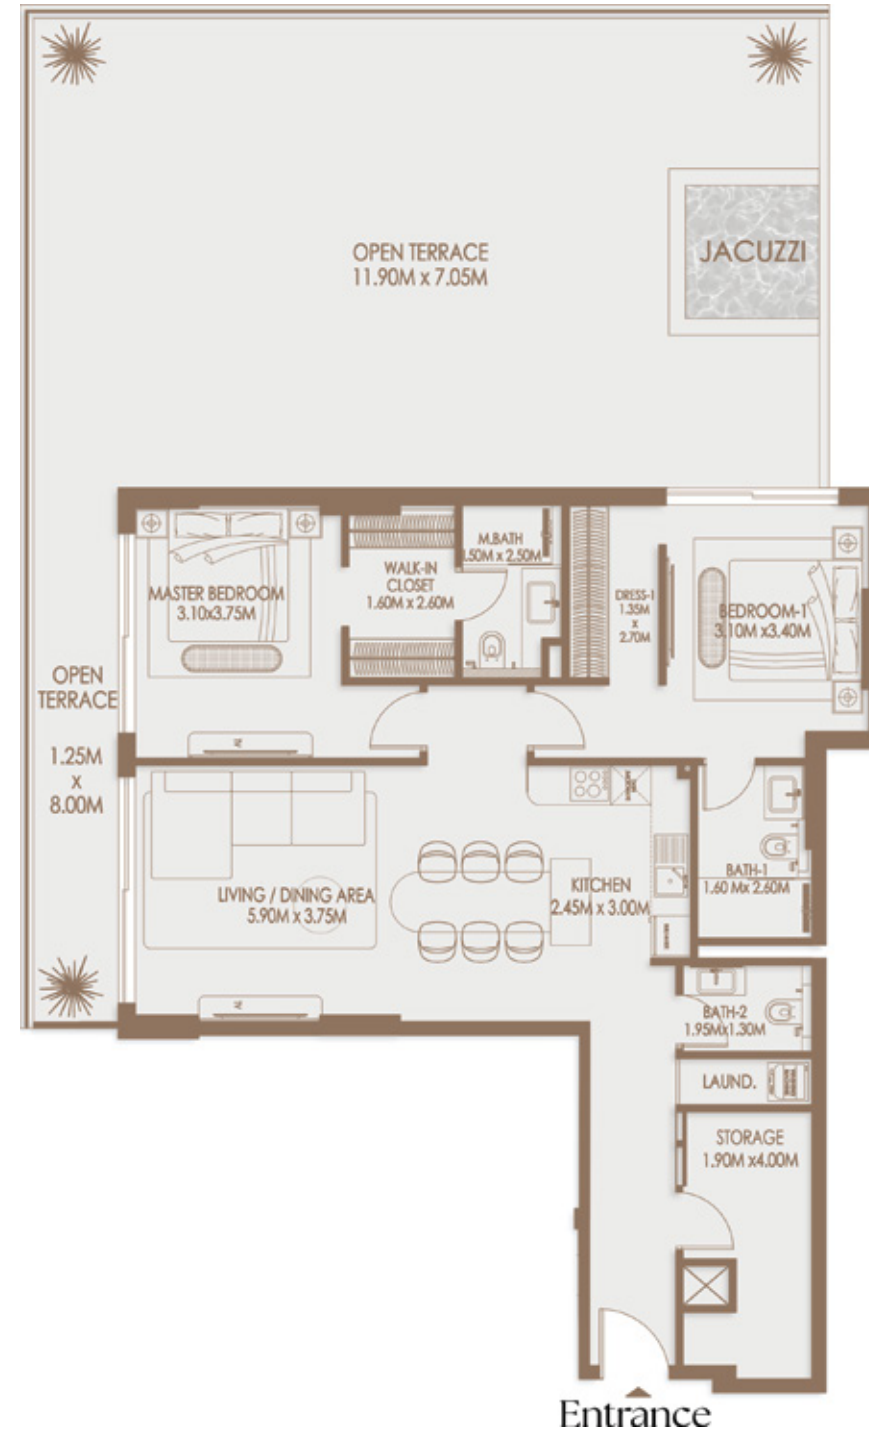 OPEN TERRACE
11.90M x 7.05M
JACUZZI
M.BATH
.50M x 2.50M
WALK-IN
CLOSET
1.60M x 2.60M
MASTER BEDROOM
3.10x3.75M
DRESS-1
1.35M
x
2.70M
BEDROOM-1
3.10M x3.40M
OPEN
TERRACE
1.25M
x
8.00M
LIVING / DINING AREA
5.90M x 3.75M
KITCHEN
2.45M x 3.00M
BATH-1
1.60 Mx 2.60M
BATH-2
1.95Mx1.30M
LAUND.
STORAGE
1.90M x4.00M
Entrance